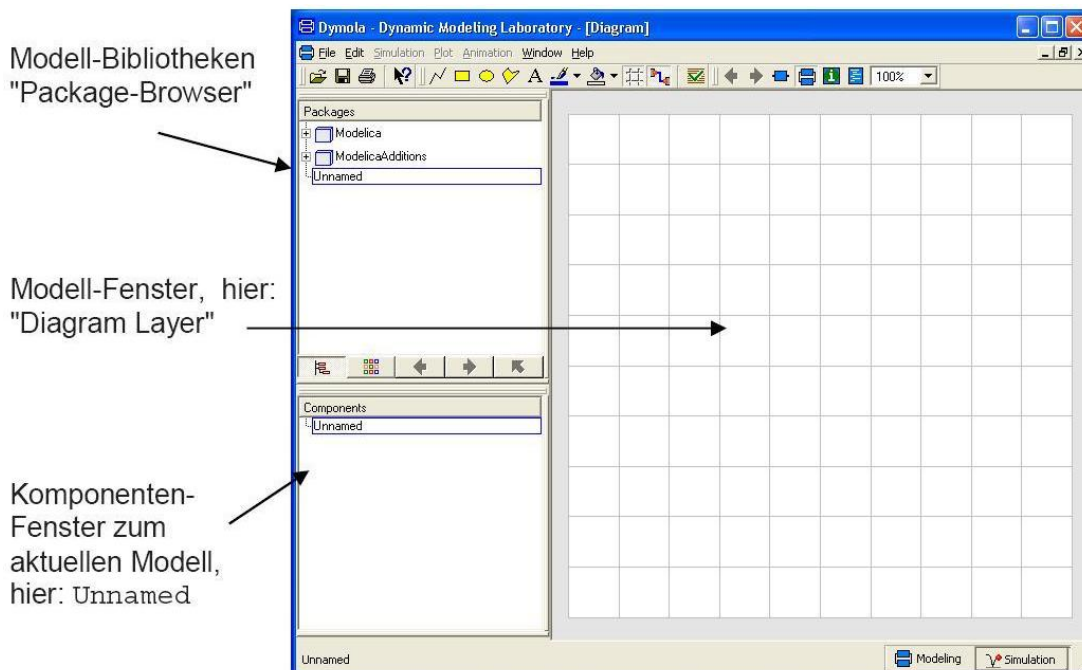 Modell-Bibliotheken
"Package-Browser"
Modell-Fenster, hier:
"Diagram Layer"
Komponenten-
Fenster zum
aktuellen Modell,
hier: Unnamed
Dymola - Dynamic Modeling Laboratory - [Diagram]
File Edit Simulation Plot Animation Window Help
A 100%
Packages
Modelica
ModelicaAdditions
Unnamed
Components
Unnamed
Unnamed
Modeling Simulation